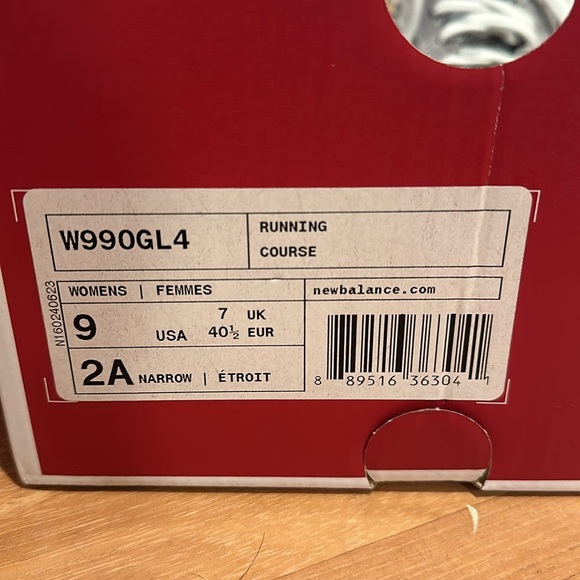 W990GL4
RUNNING
COURSE
N160240623
WOMENS | FEMMES
newbalance.com
9 USA
7 UK
40½ EUR
2A NARROW | ÉTROIT
8 89516 36304 1